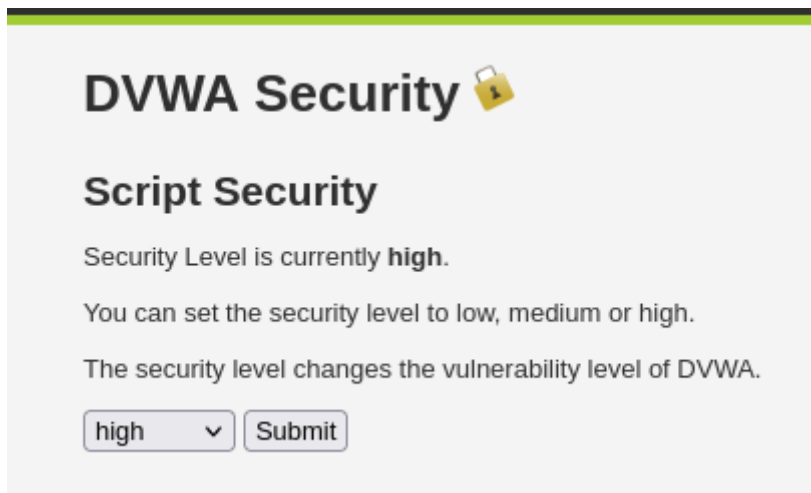 DVWA Security
Script Security
Security Level is currently high.
You can set the security level to low, medium or high.
The security level changes the vulnerability level of DVWA.
high Submit